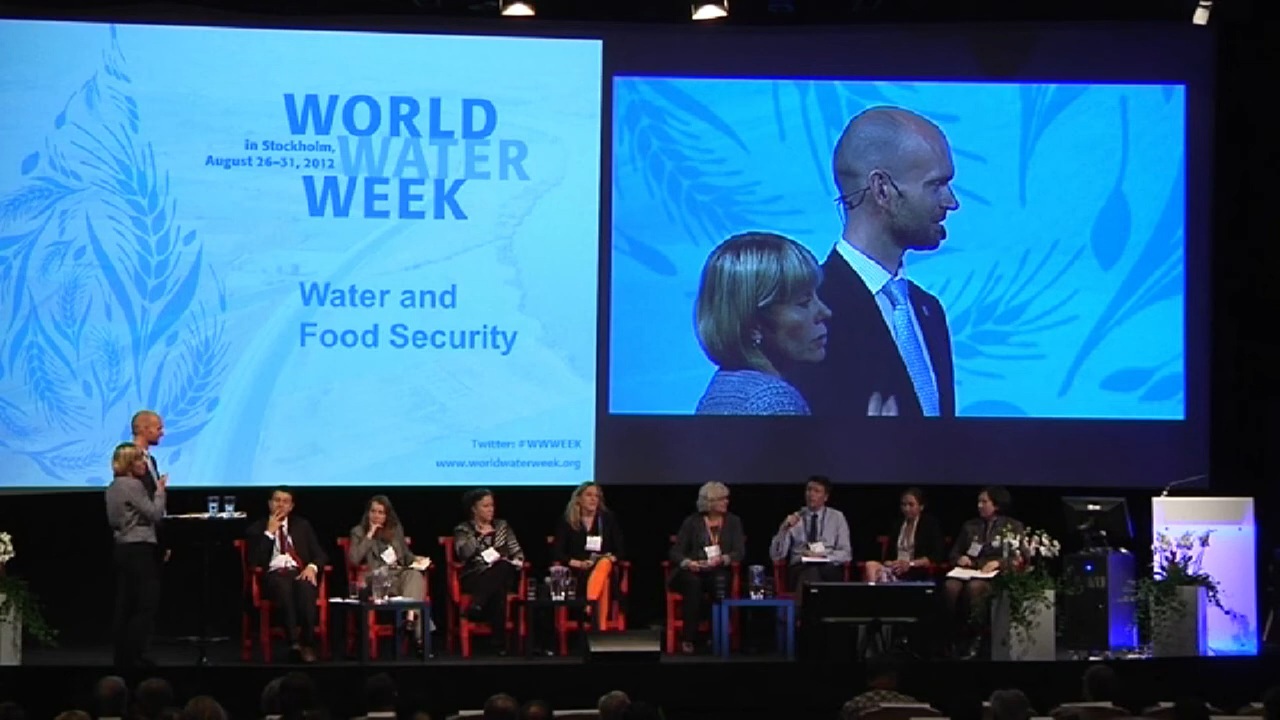 WORLD
in Stockholm,
August 26–31, 2012
WATER
WEEK
Water and
Food Security
Twitter: #WWWEEK
www.worldwaterweek.org